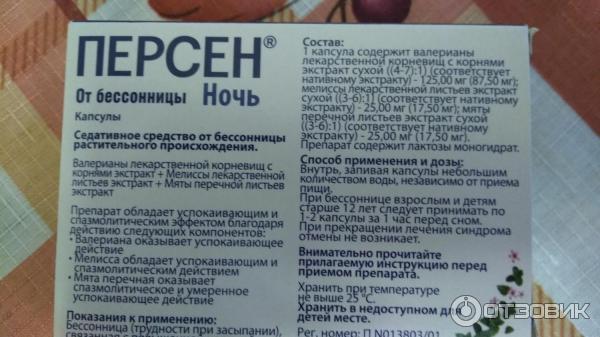 ПЕРСЕН®
От бессонницы Ночь
Капсулы
Седативное средство от бессонницы
растительного происхождения.
Валерианы лекарственной корневищ с
корнями экстракт + Мелиссы лекарственной
листьев экстракт + Мяты перечной листьев
экстракт
Препарат обладает успокаивающим и
спазмолитическим эффектом благодаря
действию следующих компонентов:
• Валериана оказывает успокаивающее
действие
• Мелисса обладает успокаивающим и
спазмолитическим действием
• Мята перечная оказывает
спазмолитическое и умеренное
успокаивающее действие
Показания к применению:
Бессонница (трудности при засыпании),
Состав:
1 капсула содержит валерианы
лекарственной корневищ с корнями
экстракт сухой ((4-7):1) (соответствует
нативному экстракту) - 125,00 мг (87,50 мг);
мелиссы лекарственной листьев экстракт
сухой ((3-6):1) (соответствует нативному
экстракту) - 25,00 мг (17,50 мг); мяты
перечной листьев экстракт сухой
((3-6):1) (соответствует нативному
экстракту) - 25,00 мг (17,50 мг).
Препарат содержит лактозы моногидрат.
Способ применения и дозы:
Внутрь, запивая капсулы небольшим
количеством воды, независимо от приема
пищи.
При бессоннице взрослым и детям
старше 12 лет следует принимать по
1-2 капсулы за 1 час перед сном.
При прекращении лечения синдрома
отмены не возникает.
Внимательно прочитайте
прилагаемую инструкцию перед
приемом препарата.
Хранить при температуре
не выше 25 °С.
Хранить в недоступном для
детей месте.
Рег. номер: П N013803/01
ОТЗОВИК